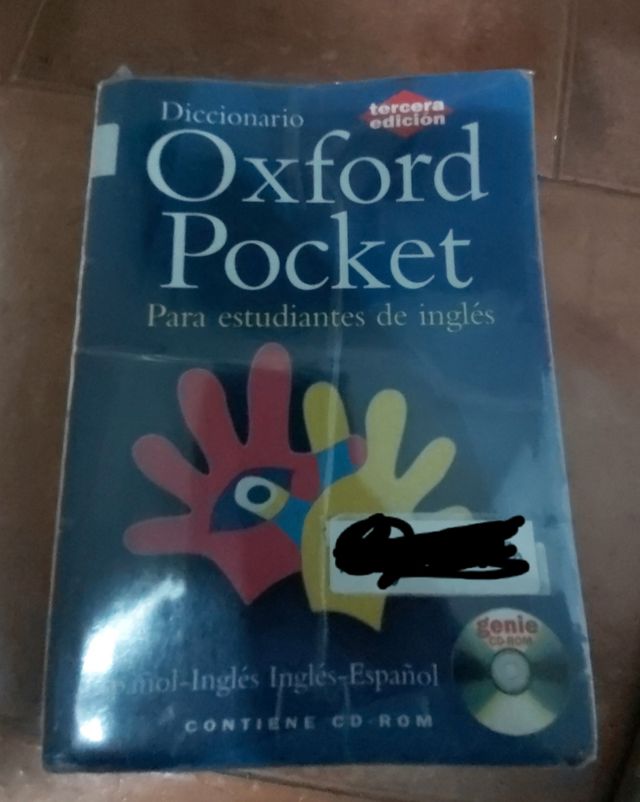 Diccionario
tercera
edición
Oxford
Pocket
Para estudiantes de inglés
genie
CD-ROM
Inglés Inglés-Español
CONTIENE CD-ROM